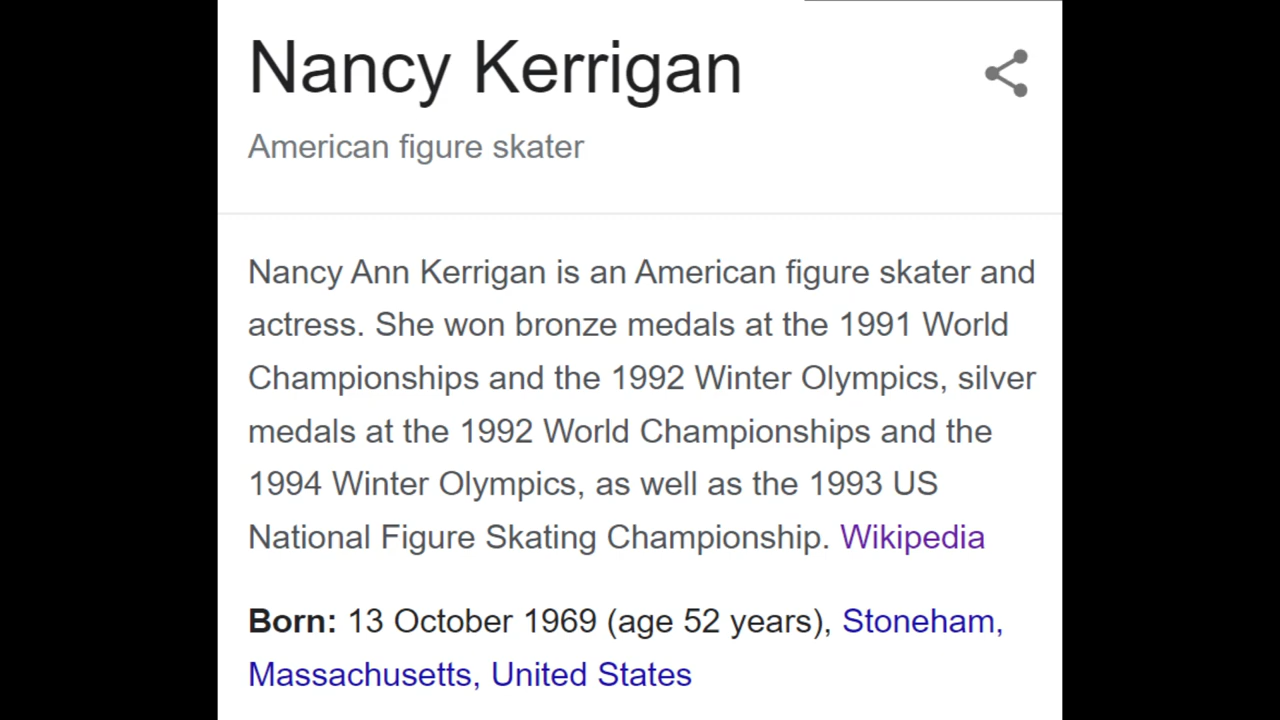 Nancy Kerrigan
American figure skater
Nancy Ann Kerrigan is an American figure skater and
actress. She won bronze medals at the 1991 World
Championships and the 1992 Winter Olympics, silver
medals at the 1992 World Championships and the
1994 Winter Olympics, as well as the 1993 US
National Figure Skating Championship. Wikipedia
Born: 13 October 1969 (age 52 years), Stoneham,
Massachusetts, United States